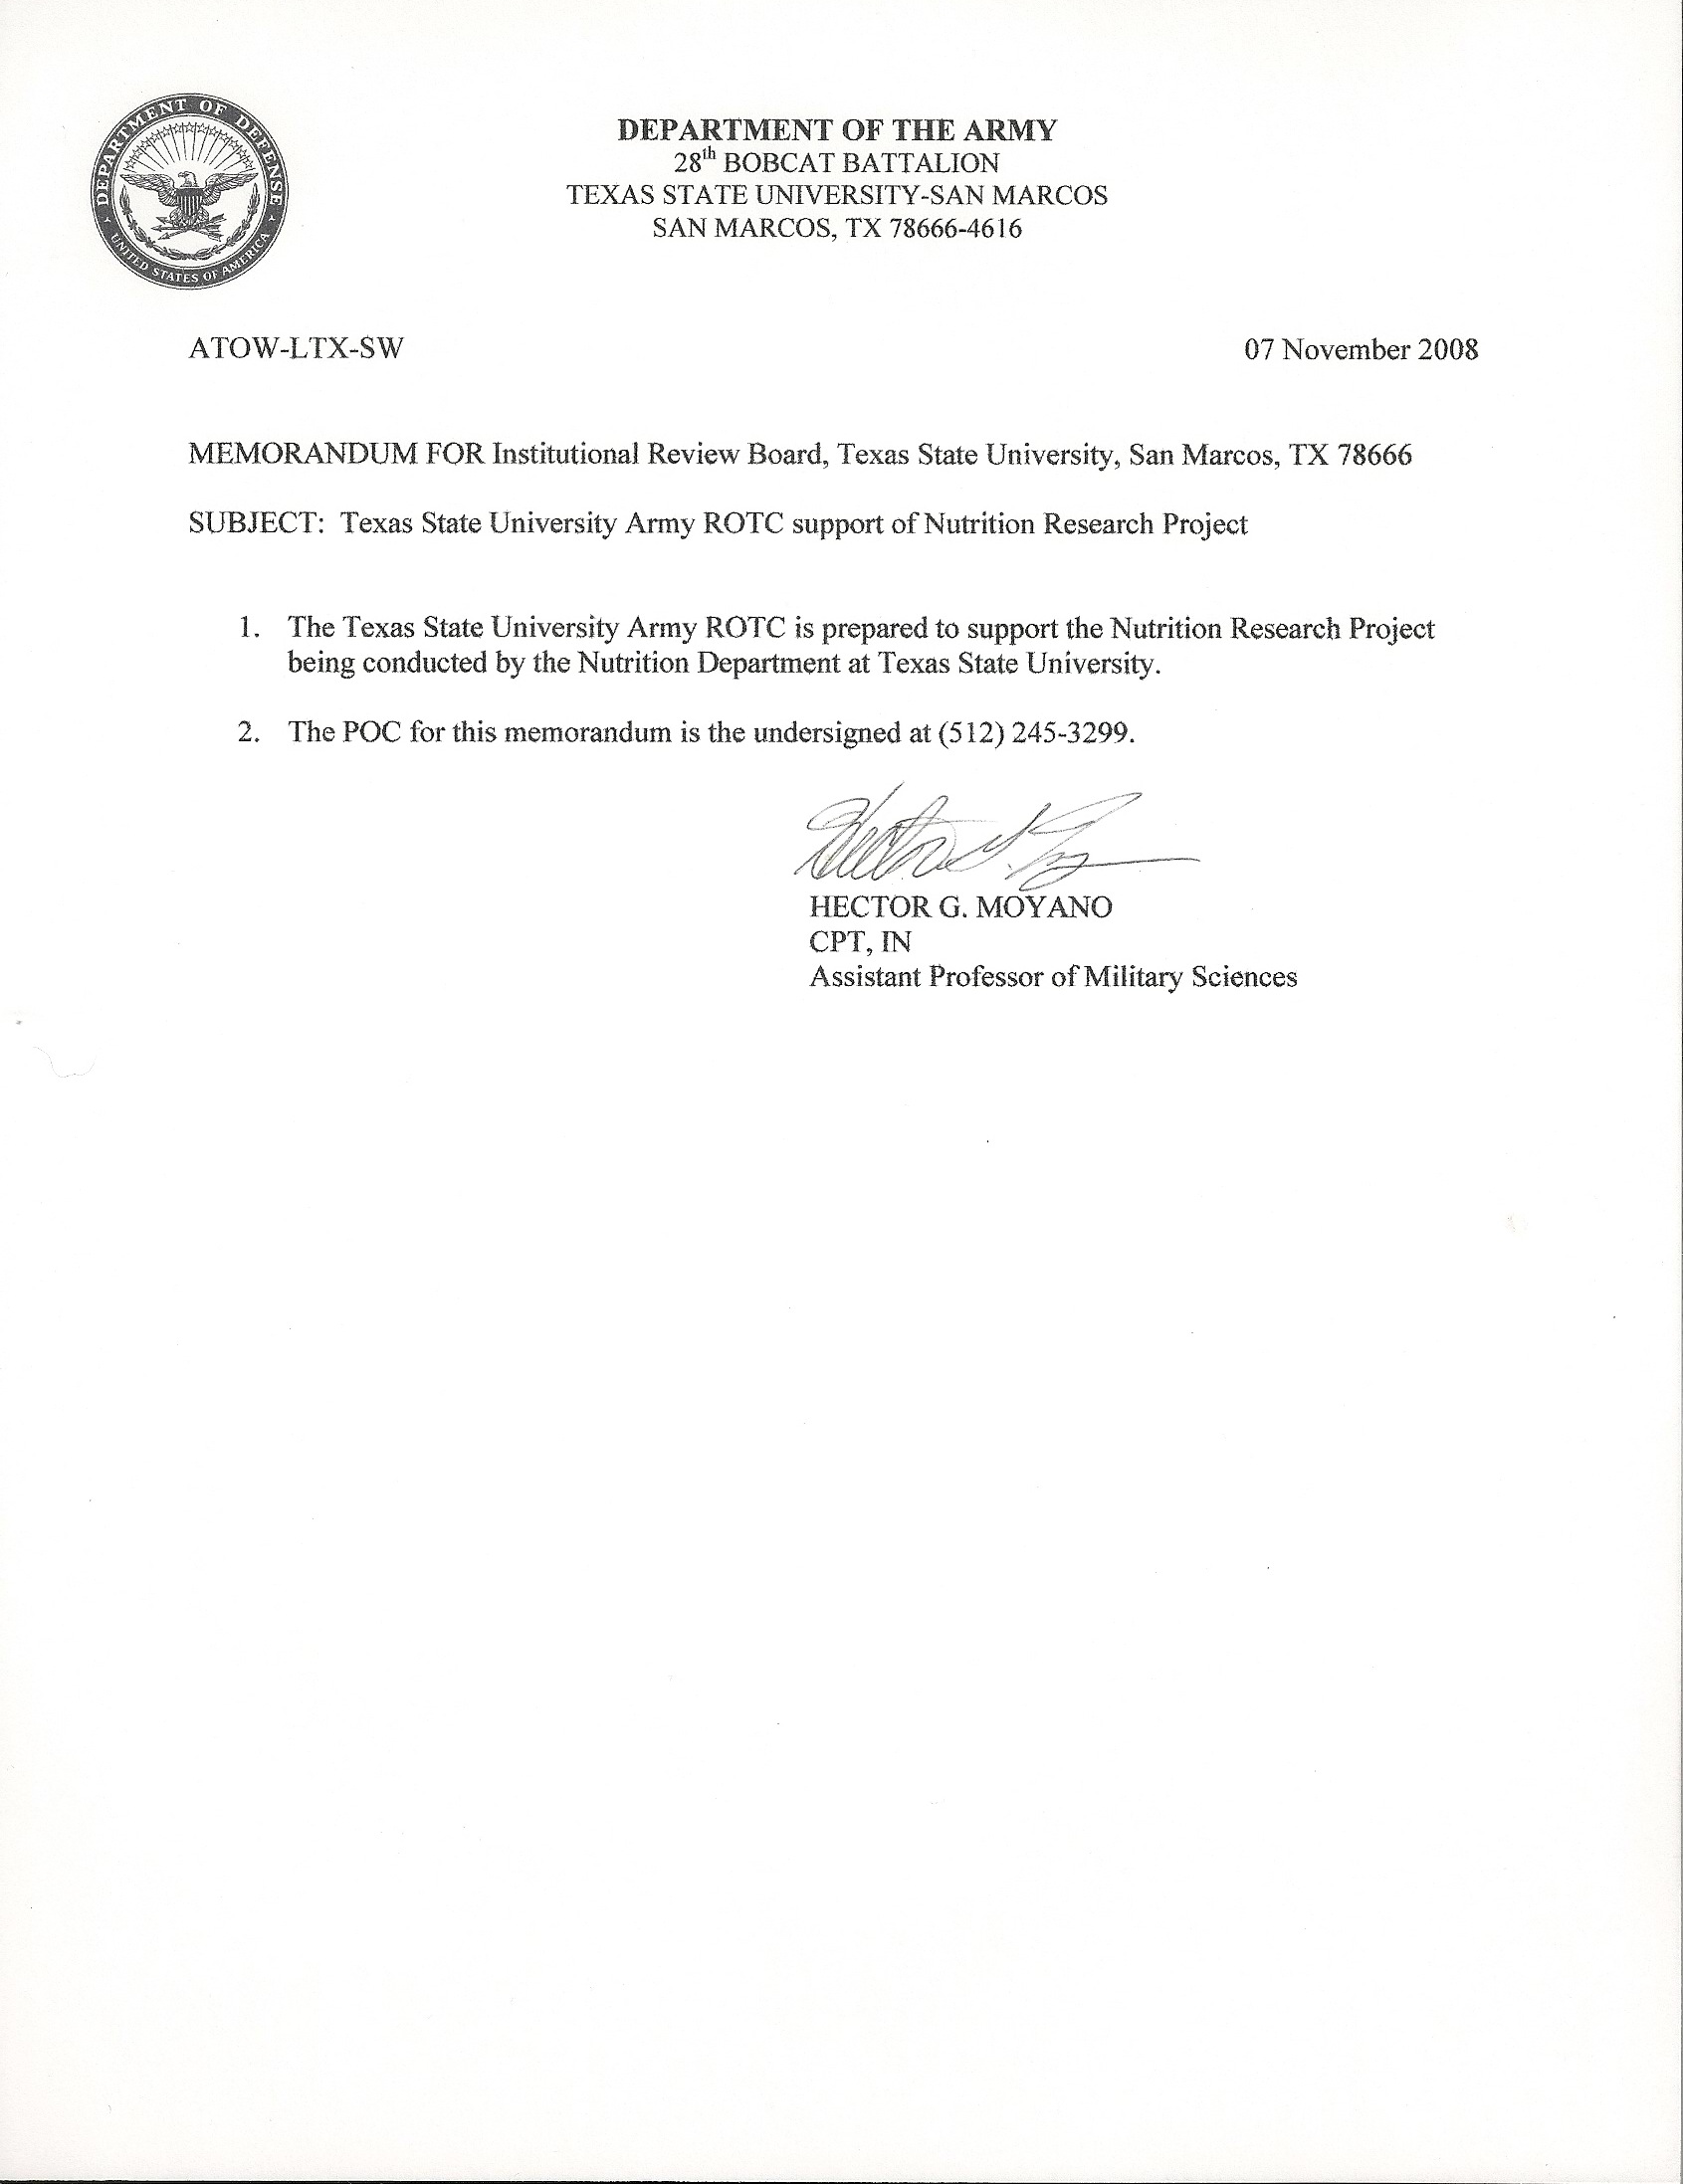 DEPARTMENT OF DEFENSE
UNITED STATES OF AMERICA
DEPARTMENT OF THE ARMY
28th BOBCAT BATTALION
TEXAS STATE UNIVERSITY-SAN MARCOS
SAN MARCOS, TX 78666-4616
ATOW-LTX-SW 07 November 2008
MEMORANDUM FOR Institutional Review Board, Texas State University, San Marcos, TX 78666
SUBJECT: Texas State University Army ROTC support of Nutrition Research Project
1. The Texas State University Army ROTC is prepared to support the Nutrition Research Project
being conducted by the Nutrition Department at Texas State University.
2. The POC for this memorandum is the undersigned at (512) 245-3299.
HECTOR G. MOYANO
CPT, IN
Assistant Professor of Military Sciences